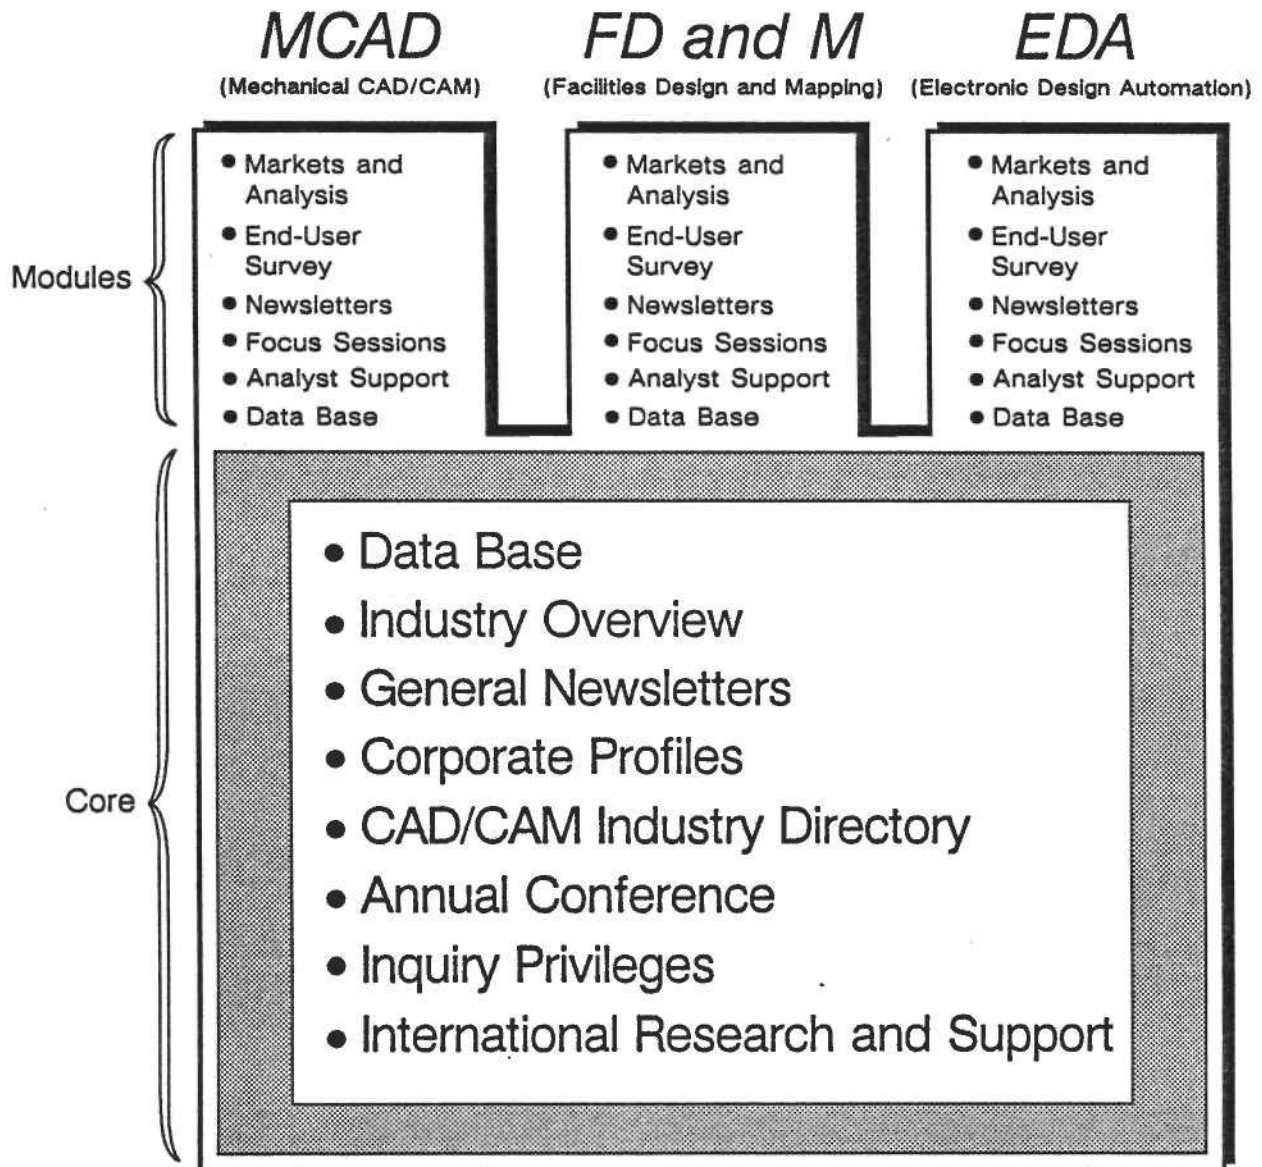 MCAD
(Mechanical CAD/CAM)
FD and M
(Facilities Design and Mapping)
EDA
(Electronic Design Automation)
Modules
• Markets and
Analysis
• End-User
Survey
• Newsletters
• Focus Sessions
• Analyst Support
• Data Base
• Markets and
Analysis
• End-User
Survey
• Newsletters
• Focus Sessions
• Analyst Support
• Data Base
• Markets and
Analysis
• End-User
Survey
• Newsletters
• Focus Sessions
• Analyst Support
• Data Base
Core
• Data Base
• Industry Overview
• General Newsletters
• Corporate Profiles
• CAD/CAM Industry Directory
• Annual Conference
• Inquiry Privileges
• International Research and Support